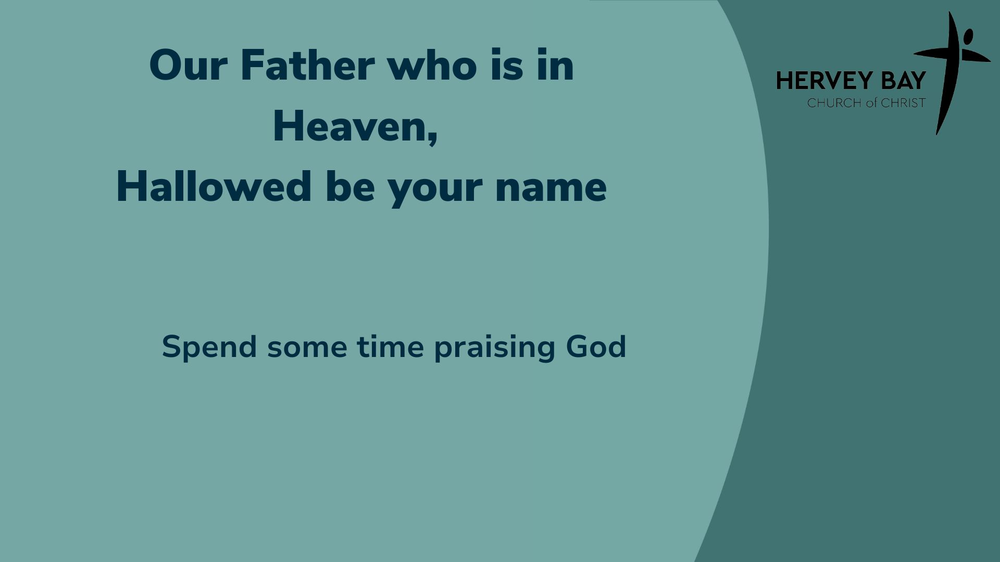 Our Father who is in
Heaven,
Hallowed be your name
Spend some time praising God
HERVEY BAY
CHURCH of CHRIST